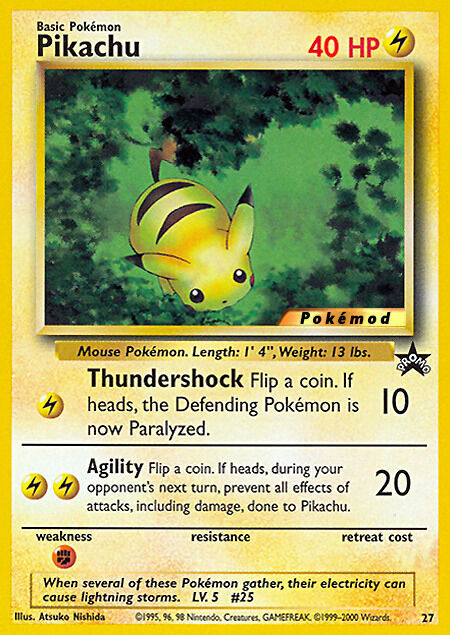 Basic Pokémon
Pikachu
40 HP
Pokémod
Mouse Pokémon. Length: 1' 4", Weight: 13 lbs.
PROMO
Thundershock Flip a coin. If
heads, the Defending Pokémon is
now Paralyzed.
10
Agility Flip a coin. If heads, during your
opponent's next turn, prevent all effects of
attacks, including damage, done to Pikachu.
20
weakness
resistance
retreat cost
When several of these Pokémon gather, their electricity can
cause lightning storms. LV. 5 #25
Illus. Atsuko Nishida
©1995, 96, 98 Nintendo, Creatures, GAMEFREAK. ©1999-2000 Wizards.
27